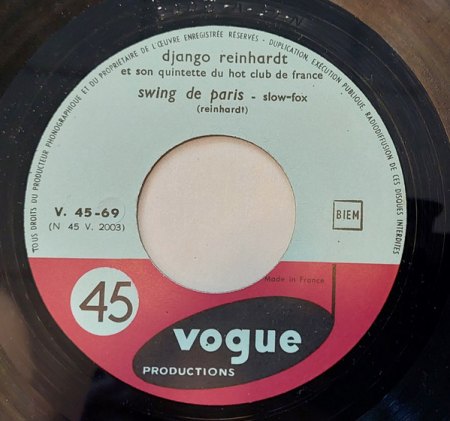 TOUS DROITS DU PRODUCTEUR PHONOGRAPHIQUE ET DU PROPRIÉTAIRE DE L'ŒUVRE ENREGISTRÉE RÉSERVÉS - DUPLICATION, EXÉCUTION PUBLIQUE, RADIODIFFUSION DE CES DISQUES INTERDITES
django reinhardt
et son quintette du hot club de france
swing de paris - slow-fox
(reinhardt)
V. 45-69
(N 45 V. 2003)
BIEM
Made in France
45
vogue
PRODUCTIONS